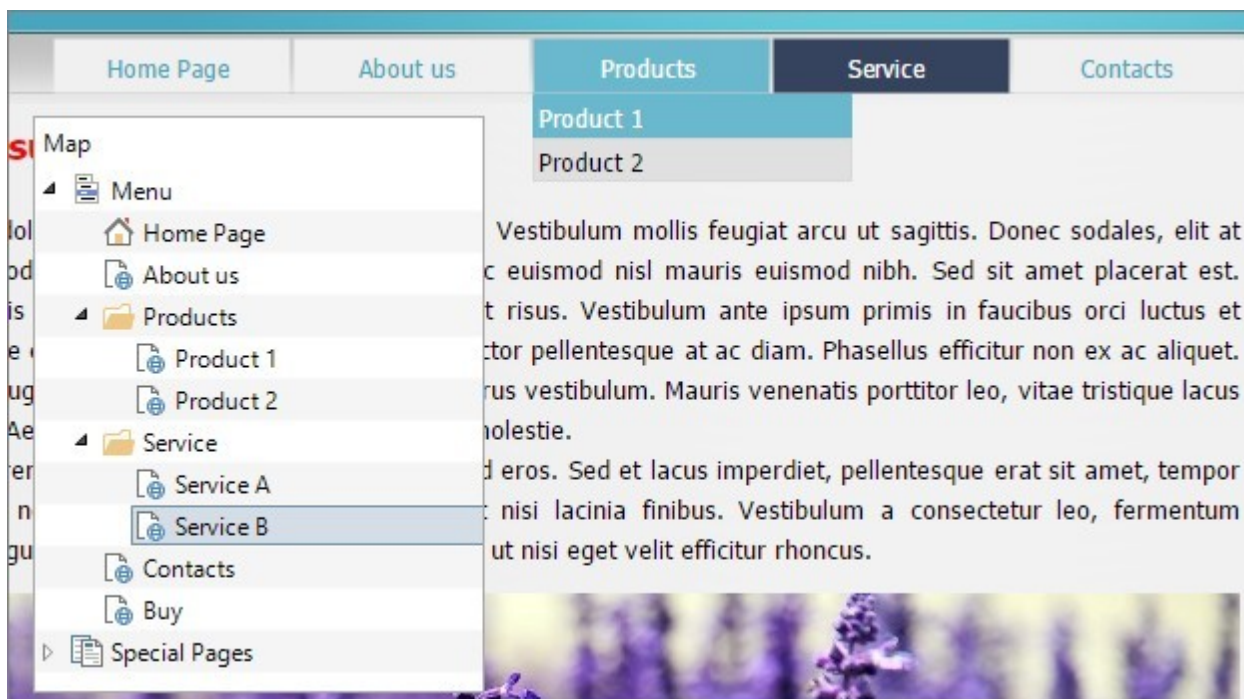 Home Page About us Products Service Contacts
Product 1
Product 2
Map
Menu
Home Page
About us
Products
Product 1
Product 2
Service
Service A
Service B
Contacts
Buy
Special Pages
Vestibulum mollis feugiat arcu ut sagittis. Donec sodales, elit at
euismod nisl mauris euismod nibh. Sed sit amet placerat est.
risus. Vestibulum ante ipsum primis in faucibus orci luctus et
pellentesque at ac diam. Phasellus efficitur non ex ac aliquet.
vestibulum. Mauris venenatis porttitor leo, vitae tristique lacus
eros. Sed et lacus imperdiet, pellentesque erat sit amet, tempor
nisi lacinia finibus. Vestibulum a consectetur leo, fermentum
ut nisi eget velit efficitur rhoncus.